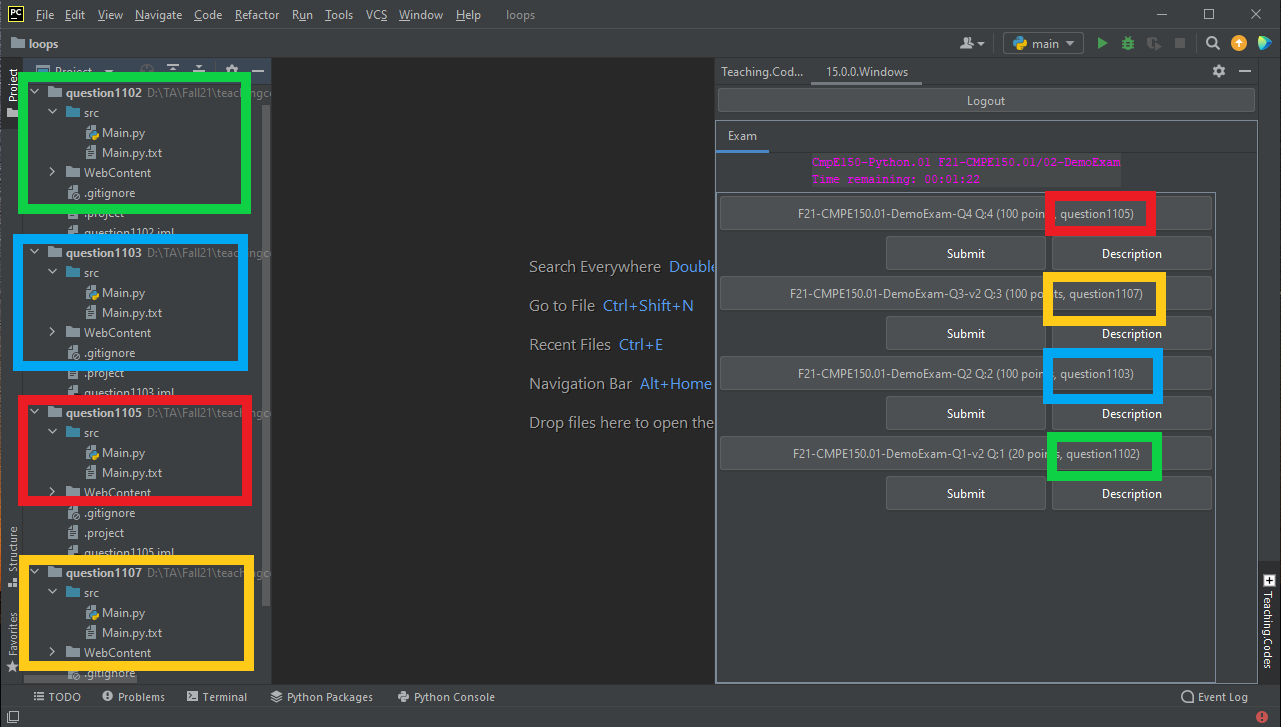 PC File Edit View Navigate Code Refactor Run Tools VCS Window Help loops
loops
main
Project
Project
question1102 D:\TA\Fall21\teachingco
src
Main.py
Main.py.txt
WebContent
.gitignore
.project
question1102.iml
question1103 D:\TA\Fall21\teachingco
src
Main.py
Main.py.txt
WebContent
.gitignore
.project
question1103.iml
question1105 D:\TA\Fall21\teachingco
src
Main.py
Main.py.txt
WebContent
.gitignore
.project
question1105.iml
question1107 D:\TA\Fall21\teachingco
src
Main.py
Main.py.txt
WebContent
.gitignore
Structure
Favorites
Search Everywhere Double
Go to File Ctrl+Shift+N
Recent Files Ctrl+E
Navigation Bar Alt+Home
Drop files here to open the
Teaching.Cod... 15.0.0.Windows
Logout
Exam
CmpE150-Python.01 F21-CMPE150.01/02-DemoExam
Time remaining: 00:01:22
F21-CMPE150.01-DemoExam-Q4 Q:4 (100 points, question1105)
Submit Description
F21-CMPE150.01-DemoExam-Q3-v2 Q:3 (100 points, question1107)
Submit Description
F21-CMPE150.01-DemoExam-Q2 Q:2 (100 points, question1103)
Submit Description
F21-CMPE150.01-DemoExam-Q1-v2 Q:1 (20 points, question1102)
Submit Description
Teaching.Codes
TODO Problems Terminal Python Packages Python Console Event Log